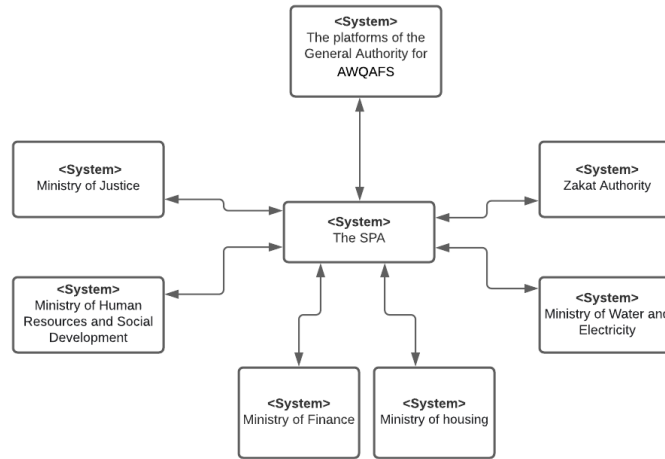 <System>
The platforms of the
General Authority for
AWQAFS
<System>
Ministry of Justice
<System>
Zakat Authority
<System>
The SPA
<System>
Ministry of Human
Resources and Social
Development
<System>
Ministry of Water and
Electricity
<System>
Ministry of Finance
<System>
Ministry of housing